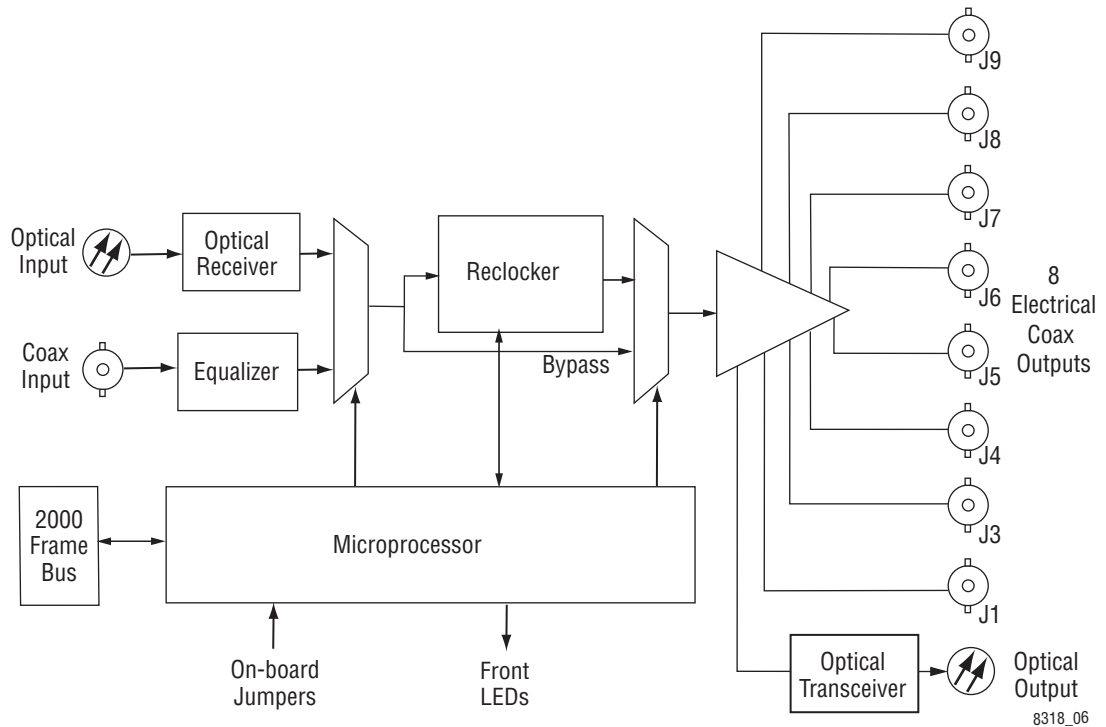 J9
J8
J7
J6
8
Electrical
Coax
Outputs
J5
J4
J3
J1
Optical
Input
Optical
Receiver
Reclocker
Coax
Input
Equalizer
Bypass
2000
Frame
Bus
Microprocessor
On-board
Jumpers
Front
LEDs
Optical
Transceiver
Optical
Output
8318_06